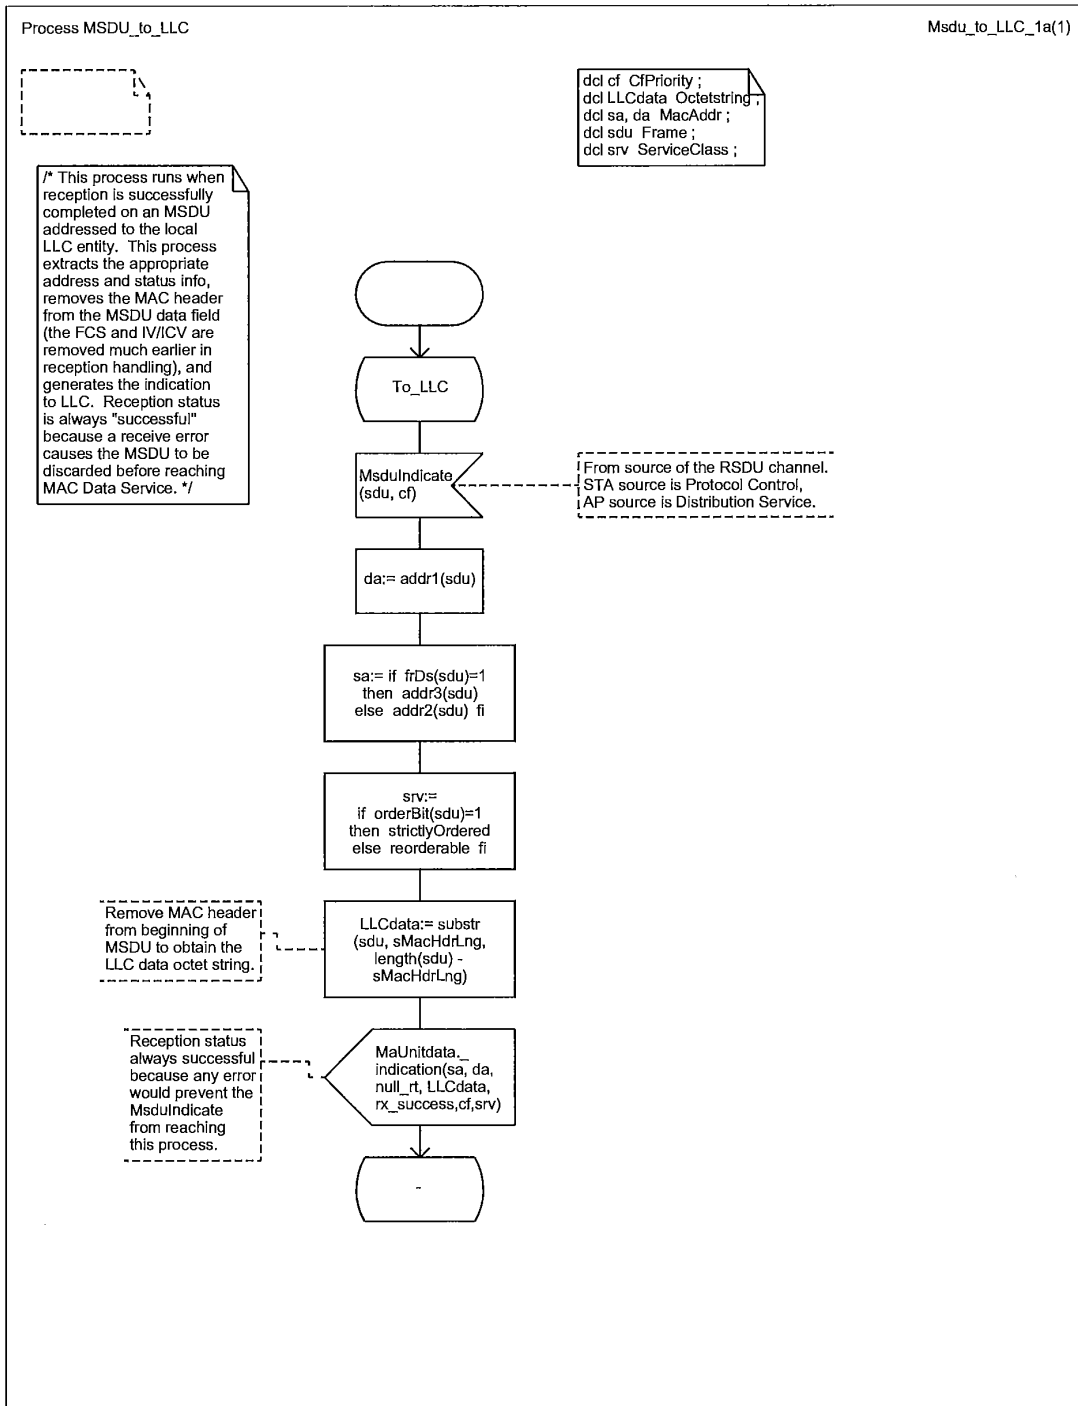 Process MSDU_to_LLC
Msdu_to_LLC_1a(1)
dcl cf CfPriority ;
dcl LLCdata Octetstring ;
dcl sa, da MacAddr ;
dcl sdu Frame ;
dcl srv ServiceClass ;
/* This process runs when
reception is successfully
completed on an MSDU
addressed to the local
LLC entity. This process
extracts the appropriate
address and status info,
removes the MAC header
from the MSDU data field
(the FCS and IV/ICV are
removed much earlier in
reception handling), and
generates the indication
to LLC. Reception status
is always "successful"
because a receive error
causes the MSDU to be
discarded before reaching
MAC Data Service. */
To_LLC
MsduIndicate
(sdu, cf)
From source of the RSDU channel.
STA source is Protocol Control,
AP source is Distribution Service.
da:= addr1(sdu)
sa:= if frDs(sdu)=1
then addr3(sdu)
else addr2(sdu) fi
srv:=
if orderBit(sdu)=1
then strictlyOrdered
else reorderable fi
Remove MAC header
from beginning of
MSDU to obtain the
LLC data octet string.
LLCdata:= substr
(sdu, sMacHdrLng,
length(sdu) -
sMacHdrLng)
Reception status
always successful
because any error
would prevent the
MsduIndicate
from reaching
this process.
MaUnitdata._
indication(sa, da,
null_rt, LLCdata,
rx_success,cf,srv)
-